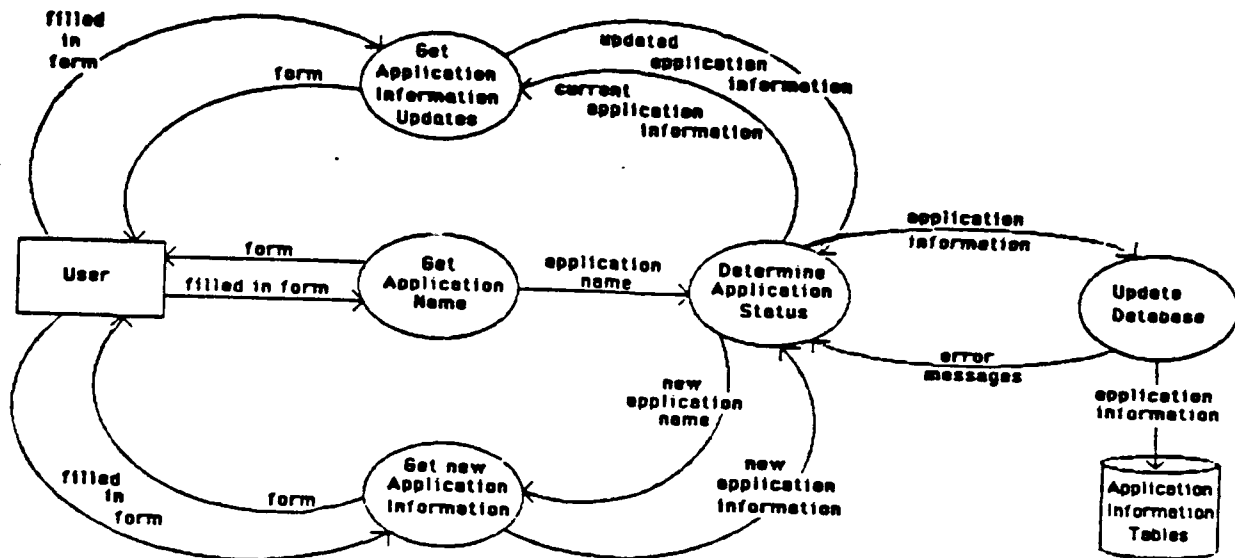 filled
in
form
Get
Application
Information
Updates
form
updated
application
information
current
application
information
User
form
filled in form
Get
Application
Name
application
name
Determine
Application
Status
application
information
Update
Database
error
messages
application
information
Application
Information
Tables
new
application
name
new
application
information
Get new
Application
Information
form
filled
in
form